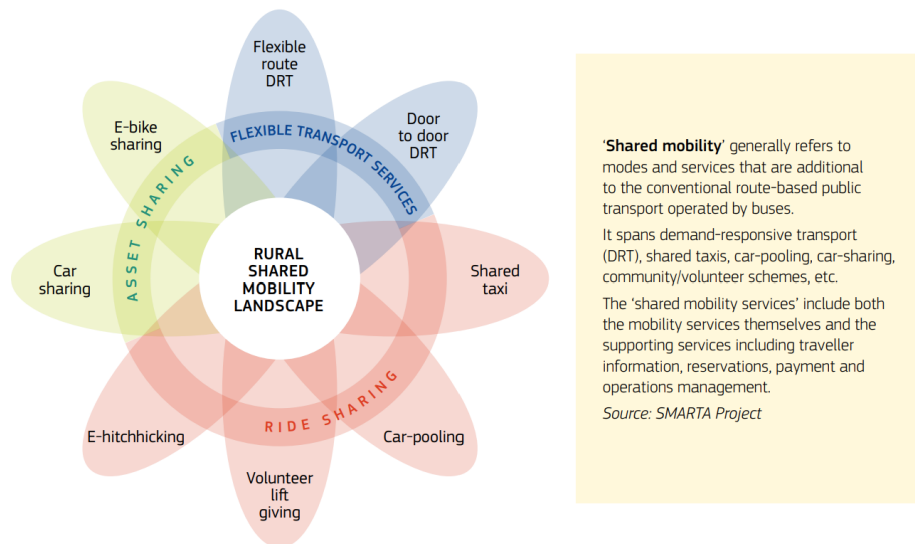 Flexible
route
DRT
Door
to door
DRT
E-bike
sharing
FLEXIBLE TRANSPORT SERVICES
ASSET SHARING
Car
sharing
RURAL
SHARED
MOBILITY
LANDSCAPE
Shared
taxi
RIDE SHARING
E-hitchhicking
Car-pooling
Volunteer
lift
giving
'Shared mobility' generally refers to
modes and services that are additional
to the conventional route-based public
transport operated by buses.
It spans demand-responsive transport
(DRT), shared taxis, car-pooling, car-sharing,
community/volunteer schemes, etc.
The 'shared mobility services' include both
the mobility services themselves and the
supporting services including traveller
information, reservations, payment and
operations management.
Source: SMARTA Project